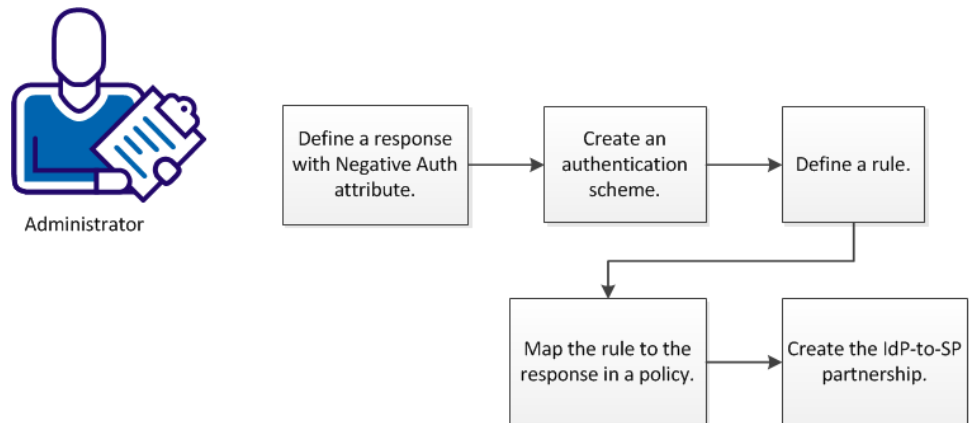 Administrator
Define a response
with Negative Auth
attribute.
Create an
authentication
scheme.
Define a rule.
Map the rule to the
response in a policy.
Create the IdP-to-SP
partnership.